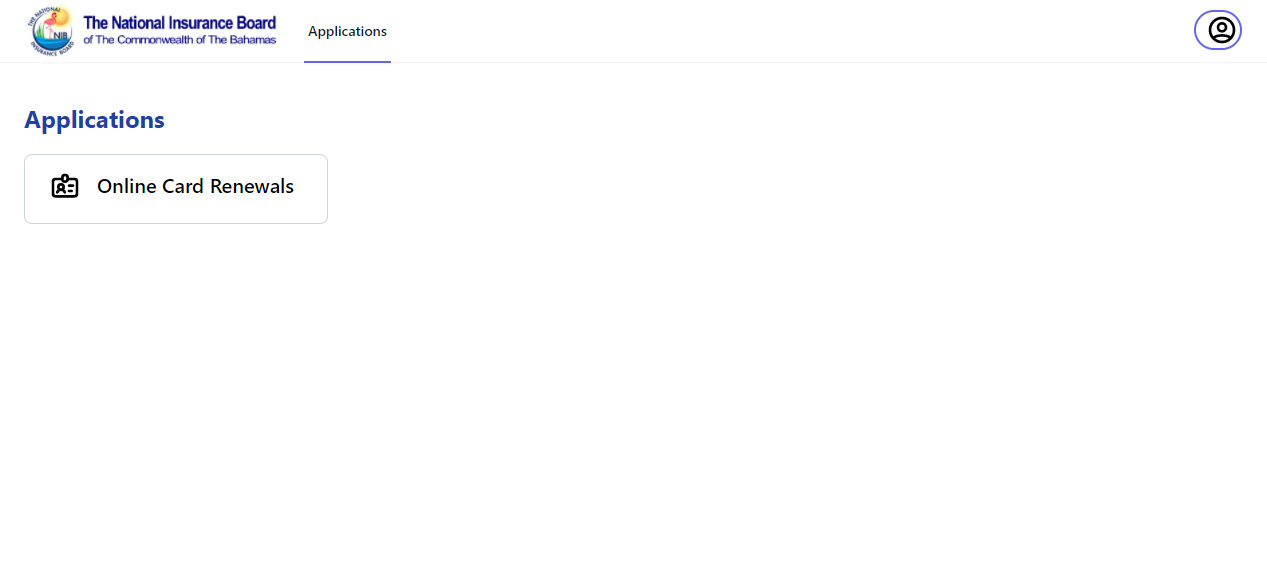 THE NATIONAL
NIB
INSURANCE BOARD
The National Insurance Board
of The Commonwealth of The Bahamas
Applications
Applications
Online Card Renewals